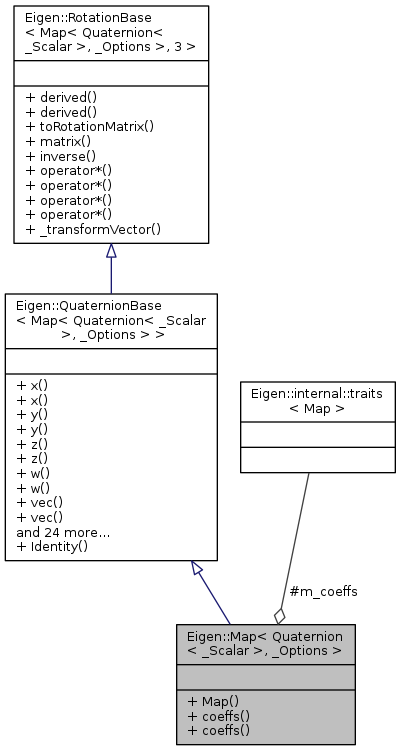 Eigen::RotationBase
< Map< Quaternion<
_Scalar >, _Options >, 3 >
+ derived()
+ derived()
+ toRotationMatrix()
+ matrix()
+ inverse()
+ operator*()
+ operator*()
+ operator*()
+ operator*()
+ _transformVector()
Eigen::QuaternionBase
< Map< Quaternion< _Scalar
>, _Options > >
+ x()
+ x()
+ y()
+ y()
+ z()
+ z()
+ w()
+ w()
+ vec()
+ vec()
and 24 more...
+ Identity()
Eigen::internal::traits
< Map >
#m_coeffs
Eigen::Map< Quaternion
< _Scalar >, _Options >
+ Map()
+ coeffs()
+ coeffs()